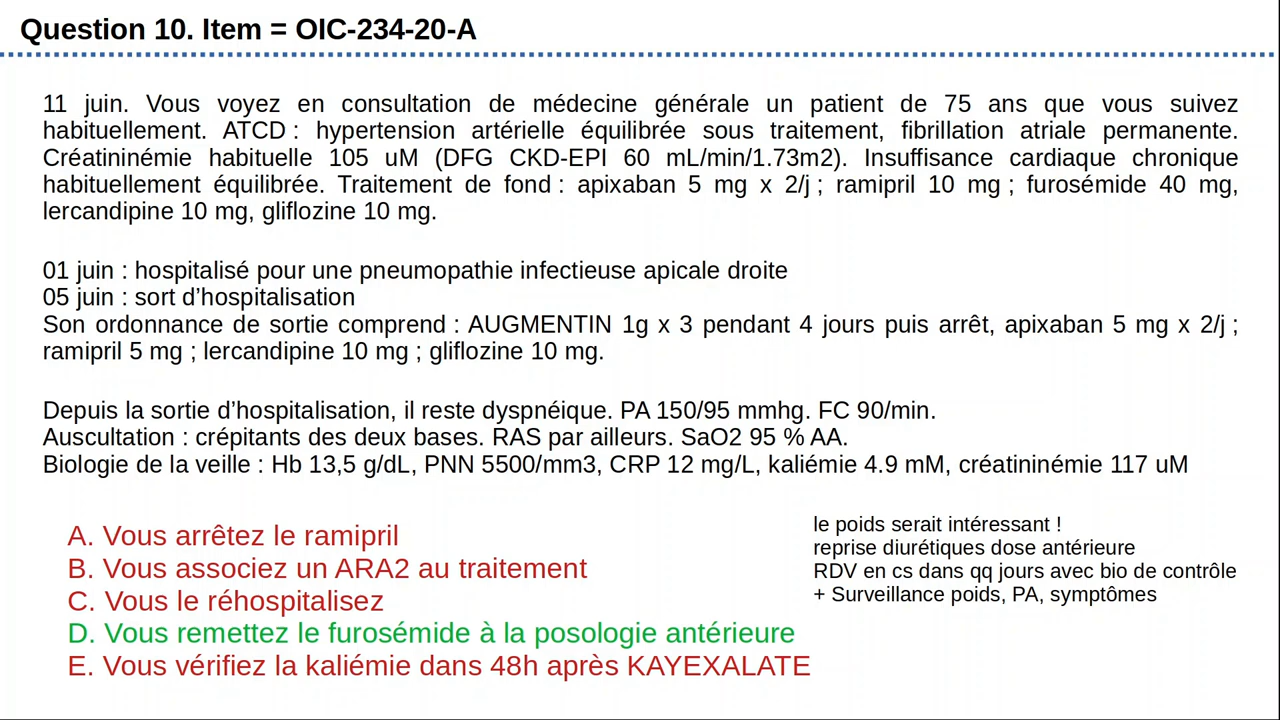 Question 10. Item = OIC-234-20-A
11 juin. Vous voyez en consultation de médecine générale un patient de 75 ans que vous suivez
habituellement. ATCD : hypertension artérielle équilibrée sous traitement, fibrillation atriale permanente.
Créatininémie habituelle 105 uM (DFG CKD-EPI 60 mL/min/1.73m2). Insuffisance cardiaque chronique
habituellement équilibrée. Traitement de fond : apixaban 5 mg x 2/j ; ramipril 10 mg ; furosémide 40 mg,
lercandipine 10 mg, gliflozine 10 mg.
01 juin : hospitalisé pour une pneumopathie infectieuse apicale droite
05 juin : sort d'hospitalisation
Son ordonnance de sortie comprend : AUGMENTIN 1g x 3 pendant 4 jours puis arrêt, apixaban 5 mg x 2/j ;
ramipril 5 mg ; lercandipine 10 mg ; gliflozine 10 mg.
Depuis la sortie d'hospitalisation, il reste dyspnéique. PA 150/95 mmhg. FC 90/min.
Auscultation : crépitants des deux bases. RAS par ailleurs. SaO2 95 % AA.
Biologie de la veille : Hb 13,5 g/dL, PNN 5500/mm3, CRP 12 mg/L, kaliémie 4.9 mM, créatininémie 117 uM
A. Vous arrêtez le ramipril
B. Vous associez un ARA2 au traitement
C. Vous le réhospitalisez
D. Vous remettez le furosémide à la posologie antérieure
E. Vous vérifiez la kaliémie dans 48h après KAYEXALATE
le poids serait intéressant !
reprise diurétiques dose antérieure
RDV en cs dans qq jours avec bio de contrôle
+ Surveillance poids, PA, symptômes